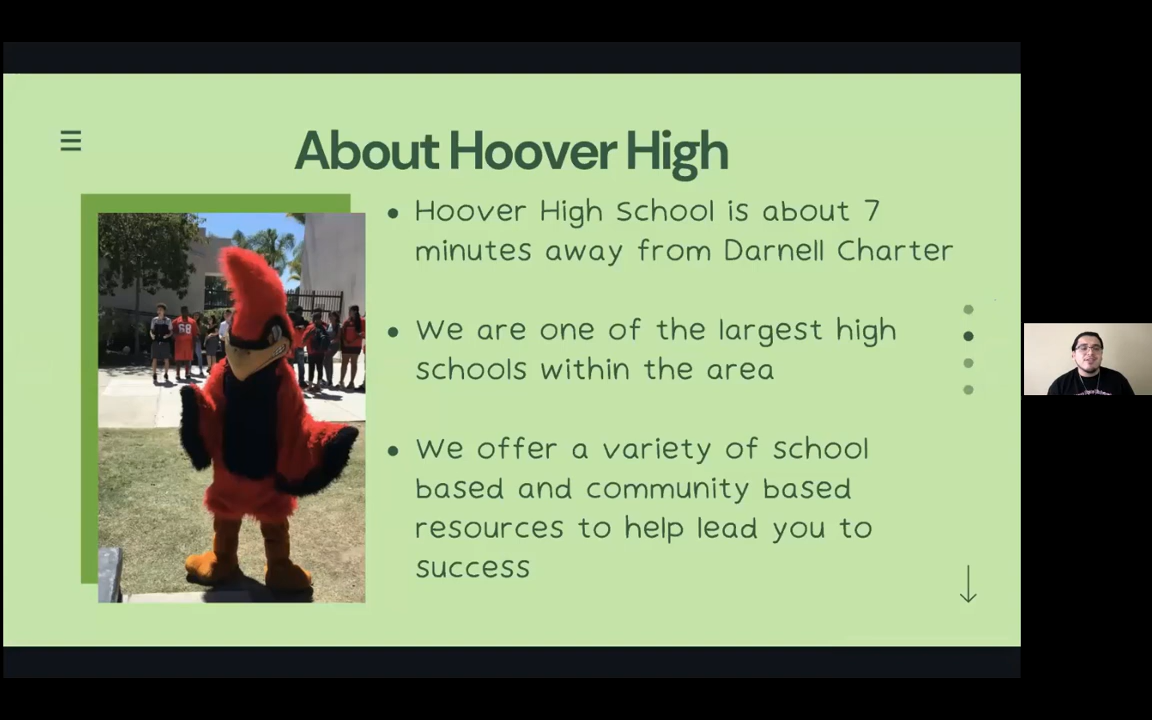 About Hoover High
Hoover High School is about 7
minutes away from Darnell Charter
We are one of the largest high
schools within the area
We offer a variety of school
based and community based
resources to help lead you to
success
68